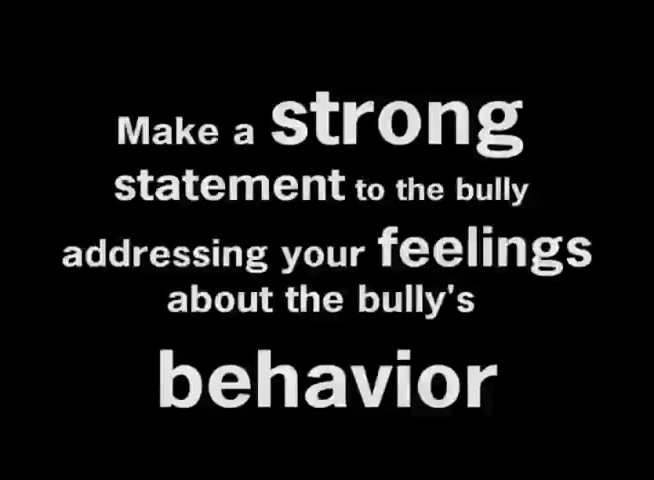 Make a strong
statement to the bully
addressing your feelings
about the bully's
behavior